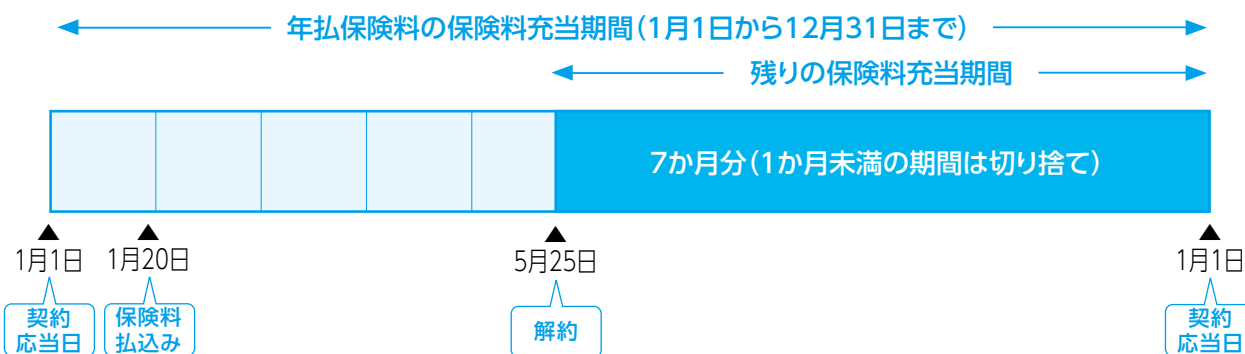 年払保険料の保険料充当期間(1月1日から12月31日まで)
残りの保険料充当期間
7か月分(1か月未満の期間は切り捨て)
▲ ▲ ▲ ▲
1月1日 1月20日 5月25日 1月1日
契約 保険料 解約 契約
応当日 払込み 応当日